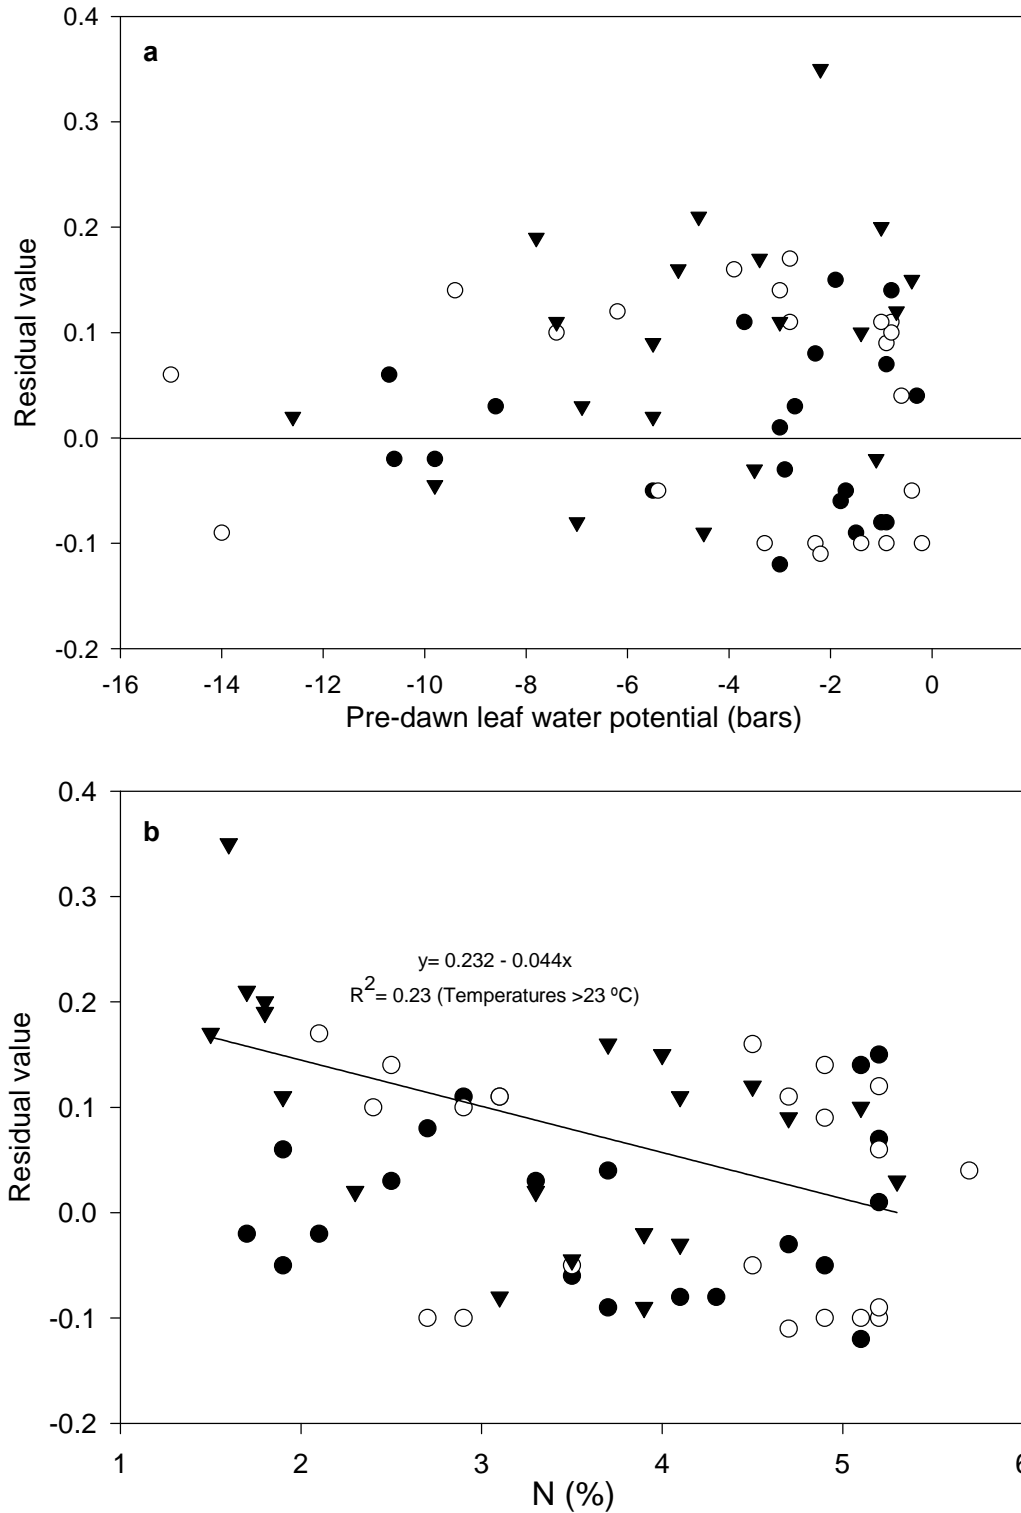 0.4
a
0.3
0.2
0.1
0.0
-0.1
-0.2
Residual value
-16 -14 -12 -10 -8 -6 -4 -2 0
Pre-dawn leaf water potential (bars)
0.4
b
0.3
y= 0.232 - 0.044x
R2= 0.23 (Temperatures >23 ºC)
0.2
0.1
0.0
-0.1
-0.2
Residual value
1 2 3 4 5 6
N (%)